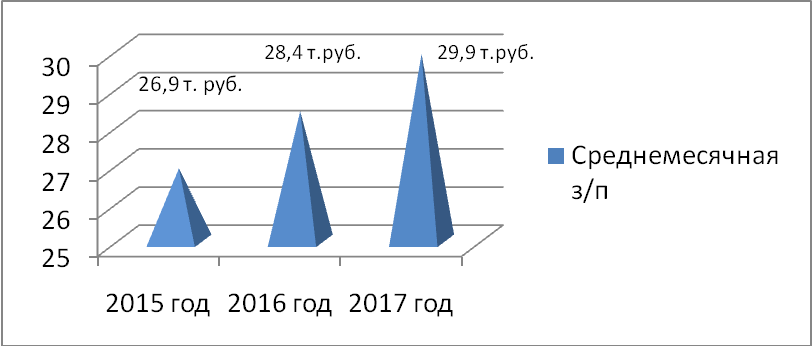 28,4 т.руб.
29,9 т.руб.
26,9 т. руб.
30
29
28
27
26
25
2015 год
2016 год
2017 год
Среднемесячная
з/п